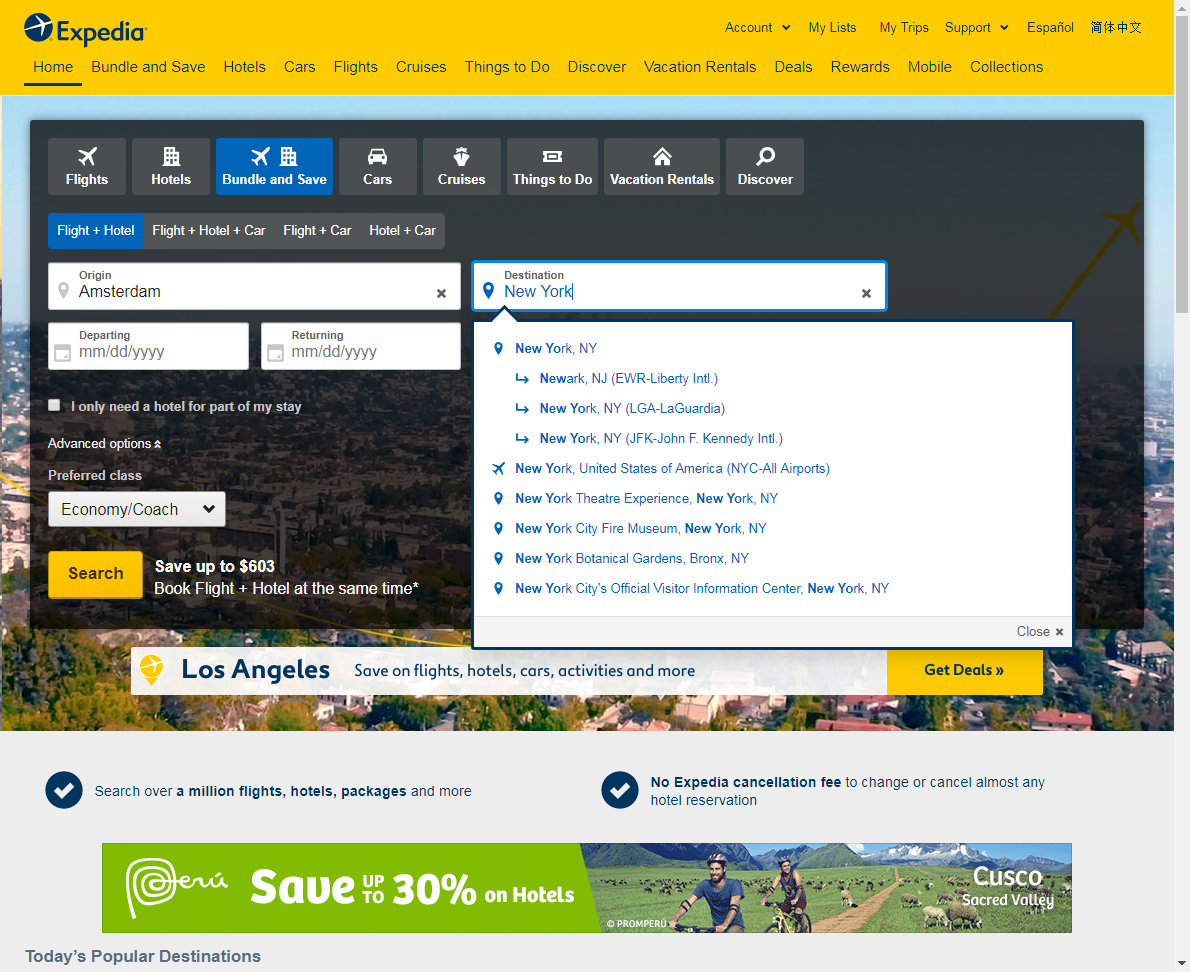 Expedia
Account My Lists My Trips Support Español 简体中文
Home Bundle and Save Hotels Cars Flights Cruises Things to Do Discover Vacation Rentals Deals Rewards Mobile Collections
Flights Hotels Bundle and Save Cars Cruises Things to Do Vacation Rentals Discover
Flight + Hotel Flight + Hotel + Car Flight + Car Hotel + Car
Origin
Amsterdam
Destination
New York
Departing
mm/dd/yyyy
Returning
mm/dd/yyyy
I only need a hotel for part of my stay
Advanced options
Preferred class
Economy/Coach
Search
Save up to $603
Book Flight + Hotel at the same time*
New York, NY
Newark, NJ (EWR-Liberty Intl.)
New York, NY (LGA-LaGuardia)
New York, NY (JFK-John F. Kennedy Intl.)
New York, United States of America (NYC-All Airports)
New York Theatre Experience, New York, NY
New York City Fire Museum, New York, NY
New York Botanical Gardens, Bronx, NY
New York City's Official Visitor Information Center, New York, NY
Close
Los Angeles Save on flights, hotels, cars, activities and more Get Deals »
Search over a million flights, hotels, packages and more
No Expedia cancellation fee to change or cancel almost any
hotel reservation
Perú
Save UP TO 30% on Hotels
Cusco
Sacred Valley
© PROMPERÚ
Today's Popular Destinations